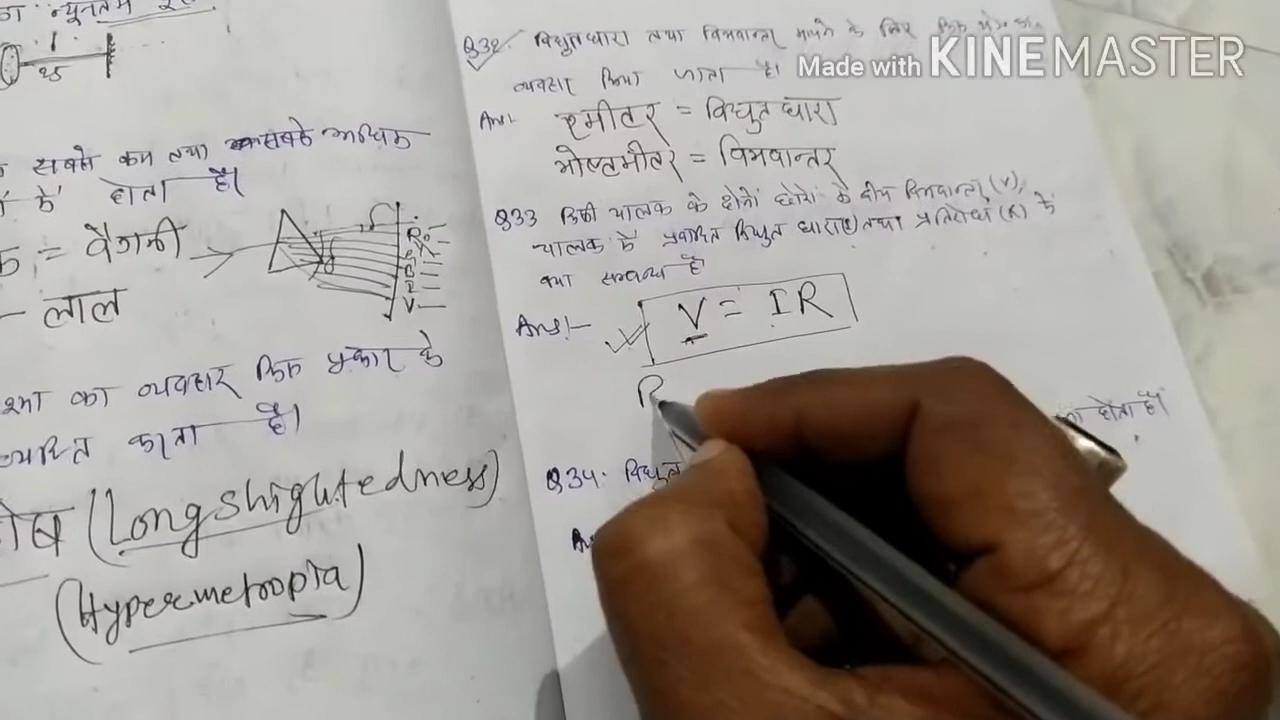 न्यूनतम
25
सबसे कम तथा सबसे अधिक
में होता है।
= वैगनी
R
V
- लाल
का व्यवहार किस प्रकार के
करता है।
(Longshightedness)
(Hypermetropia)
Q32. विद्युत धारा तथा विभवान्तर मापने के लिए किस
व्यवहार किया जाता है।
Made with KINEMASTER
Ans:- एमीटर = विद्युत धारा
भोल्टमीटर = विभवान्तर
Q33 किसी चालक के दोनों छोरों के बीच विभवान्तर (V),
चालक में प्रवाहित विद्युत धारा तथा प्रतिरोध (R) में
क्या सम्बन्ध है
Ans:- V = IR
R
Q34. विद्युत का होता है।